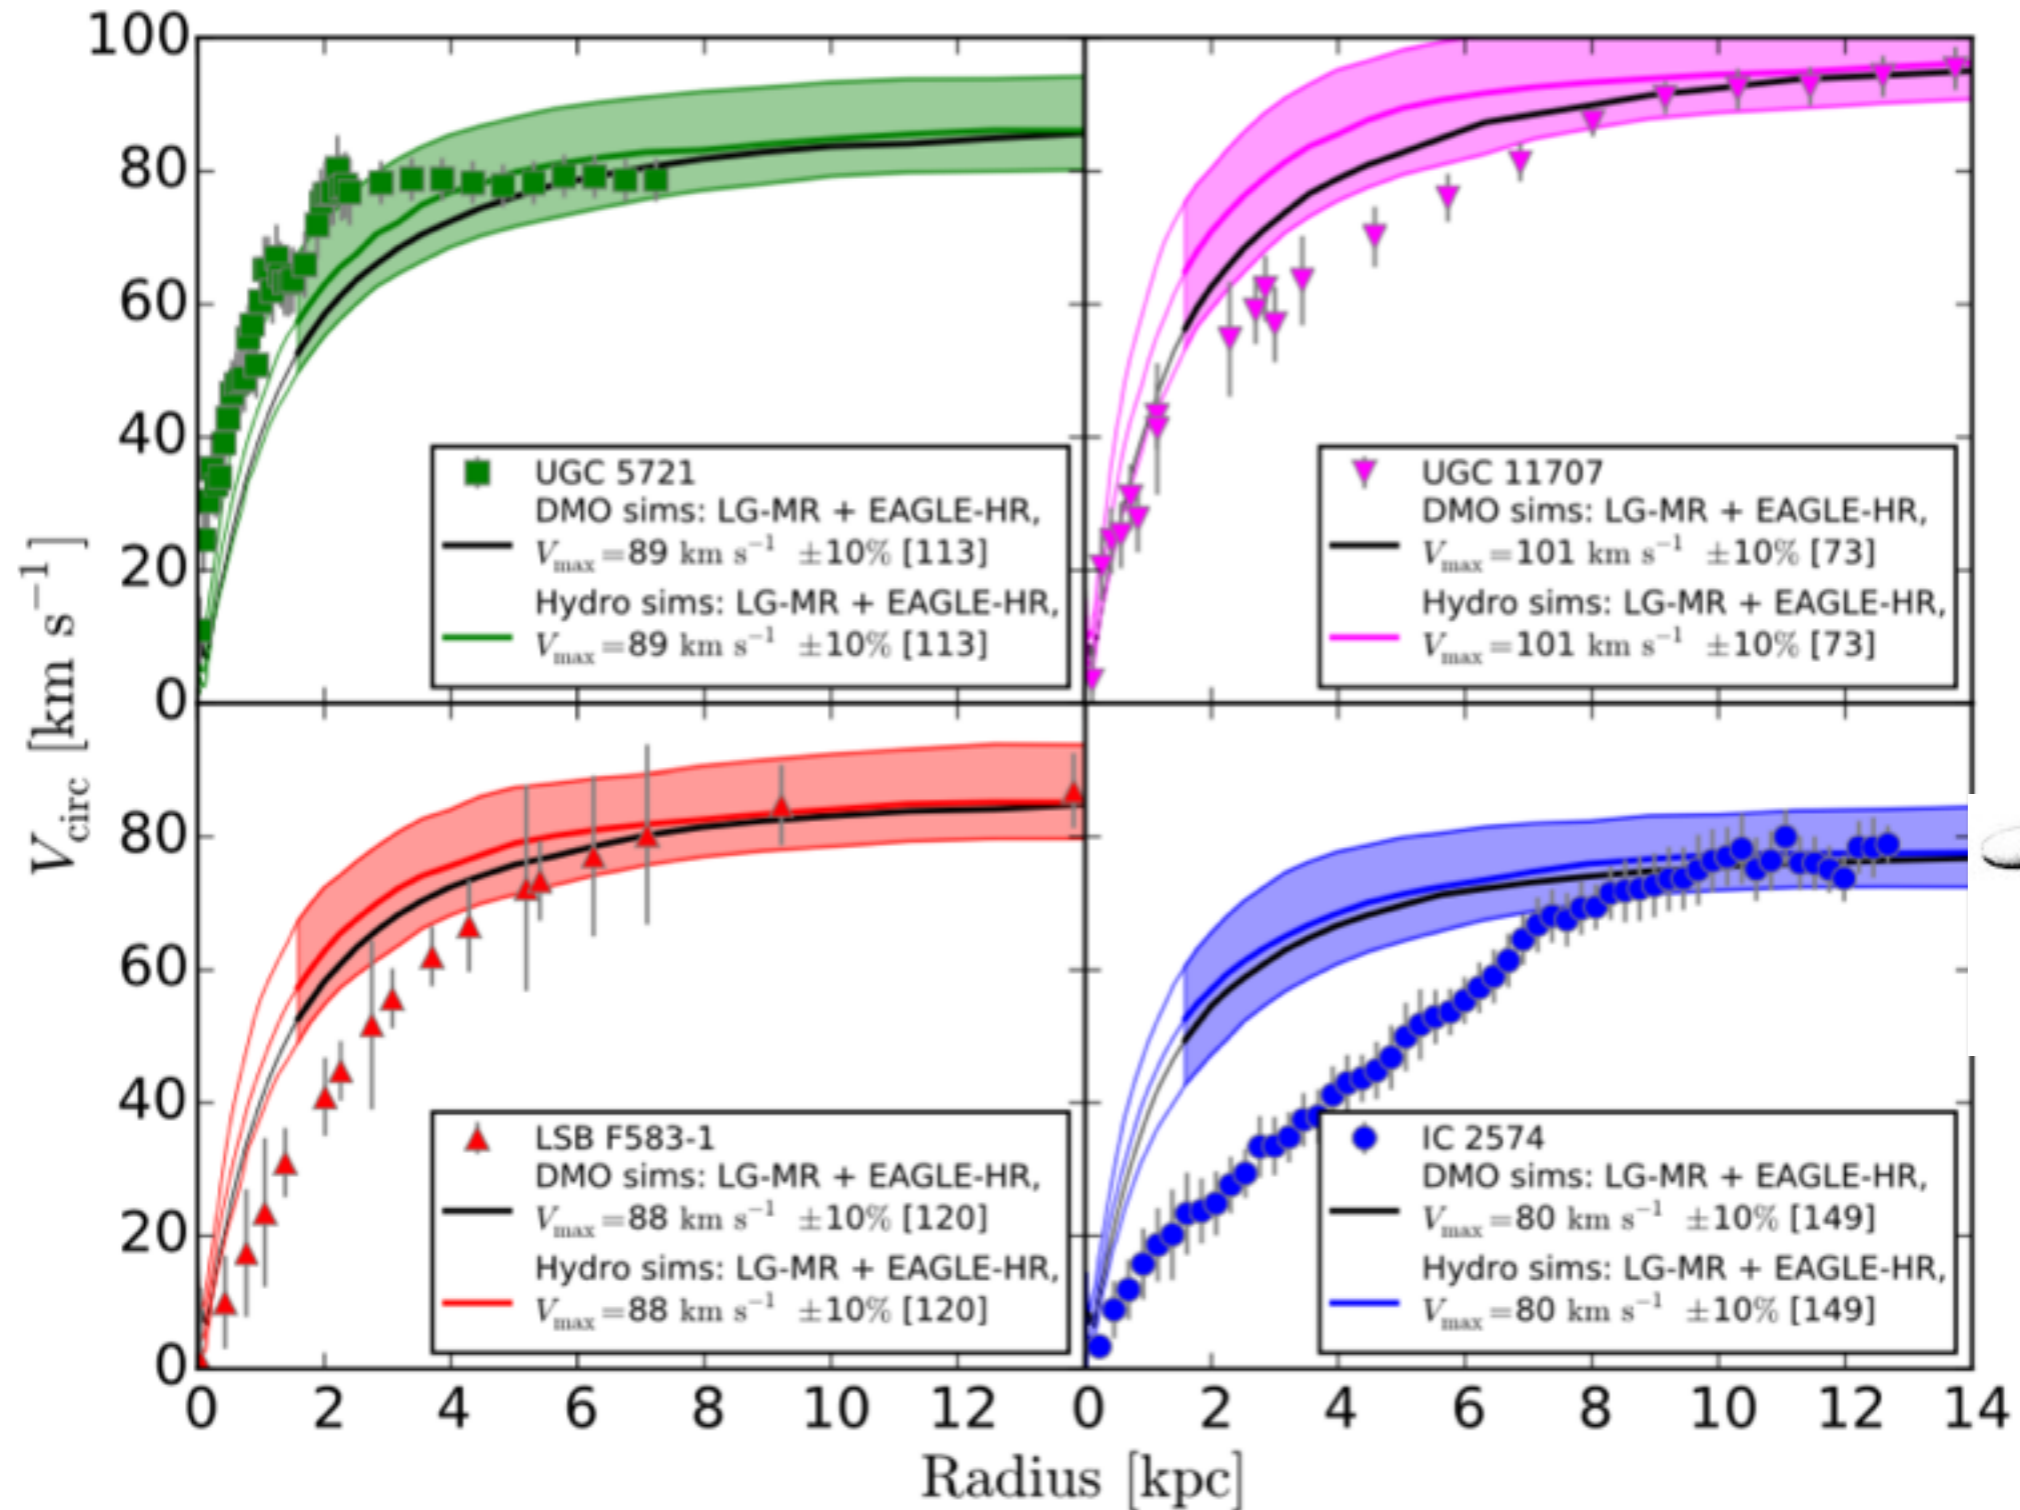 100
80
60
40
20
0
80
60
40
20
0
V_circ [km s⁻¹]
UGC 5721
DMO sims: LG-MR + EAGLE-HR,
V_max=89 km s⁻¹ ±10% [113]
Hydro sims: LG-MR + EAGLE-HR,
V_max=89 km s⁻¹ ±10% [113]
UGC 11707
DMO sims: LG-MR + EAGLE-HR,
V_max=101 km s⁻¹ ±10% [73]
Hydro sims: LG-MR + EAGLE-HR,
V_max=101 km s⁻¹ ±10% [73]
LSB F583-1
DMO sims: LG-MR + EAGLE-HR,
V_max=88 km s⁻¹ ±10% [120]
Hydro sims: LG-MR + EAGLE-HR,
V_max=88 km s⁻¹ ±10% [120]
IC 2574
DMO sims: LG-MR + EAGLE-HR,
V_max=80 km s⁻¹ ±10% [149]
Hydro sims: LG-MR + EAGLE-HR,
V_max=80 km s⁻¹ ±10% [149]
0 2 4 6 8 10 12 0 2 4 6 8 10 12 14
Radius [kpc]